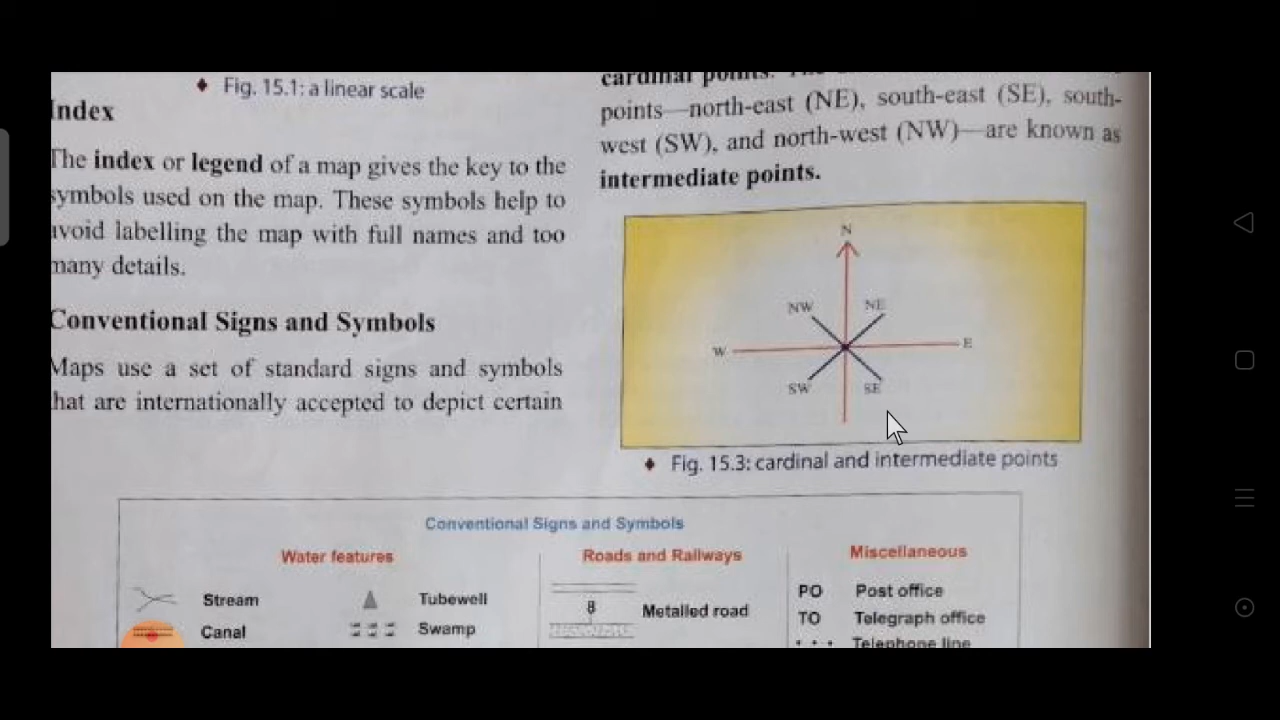 Fig. 15.1: a linear scale
Index
The index or legend of a map gives the key to the
symbols used on the map. These symbols help to
avoid labelling the map with full names and too
many details.
Conventional Signs and Symbols
Maps use a set of standard signs and symbols
that are internationally accepted to depict certain
cardinal points.
points—north-east (NE), south-east (SE), south-
west (SW), and north-west (NW)—are known as
intermediate points.
N
NW NE
W E
SW SE
Fig. 15.3: cardinal and intermediate points
Conventional Signs and Symbols
Water features
Stream Tubewell
Canal Swamp
Roads and Railways
8 Metalled road
Miscellaneous
PO Post office
TO Telegraph office
Telephone line